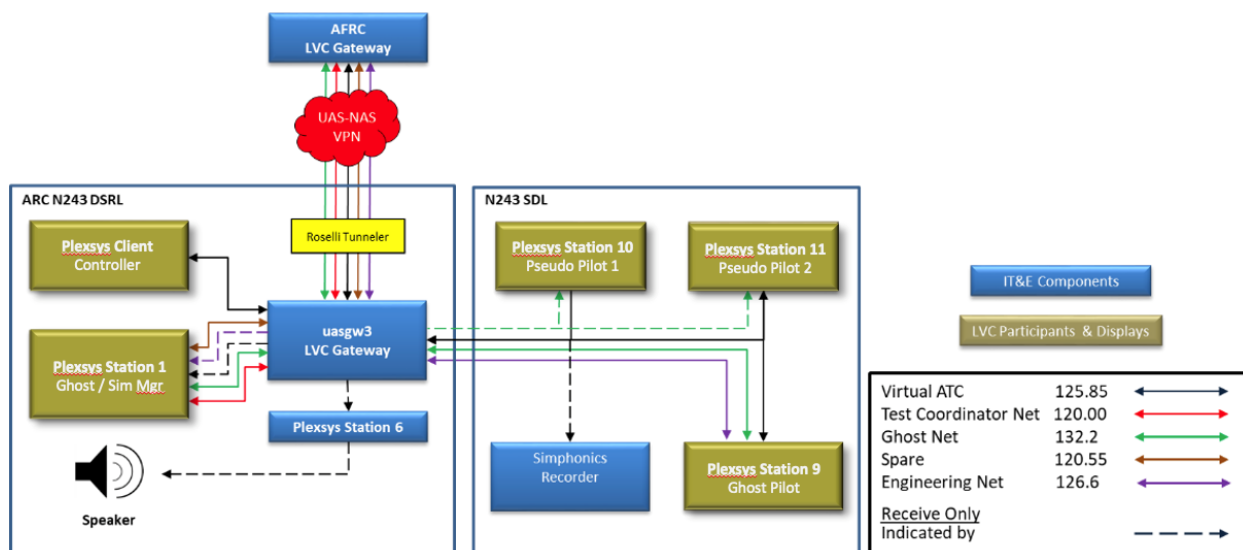 AFRC
LVC Gateway
UAS-NAS
VPN
ARC N243 DSRL
N243 SDL
Roselli Tunneler
Plexsys Client
Controller
Plexsys Station 10
Pseudo Pilot 1
Plexsys Station 11
Pseudo Pilot 2
uasgw3
LVC Gateway
Plexsys Station 1
Ghost / Sim Mgr
Plexsys Station 6
Speaker
Simphonics
Recorder
Plexsys Station 9
Ghost Pilot
IT&E Components
LVC Participants & Displays
Virtual ATC 125.85
Test Coordinator Net 120.00
Ghost Net 132.2
Spare 120.55
Engineering Net 126.6
Receive Only
Indicated by